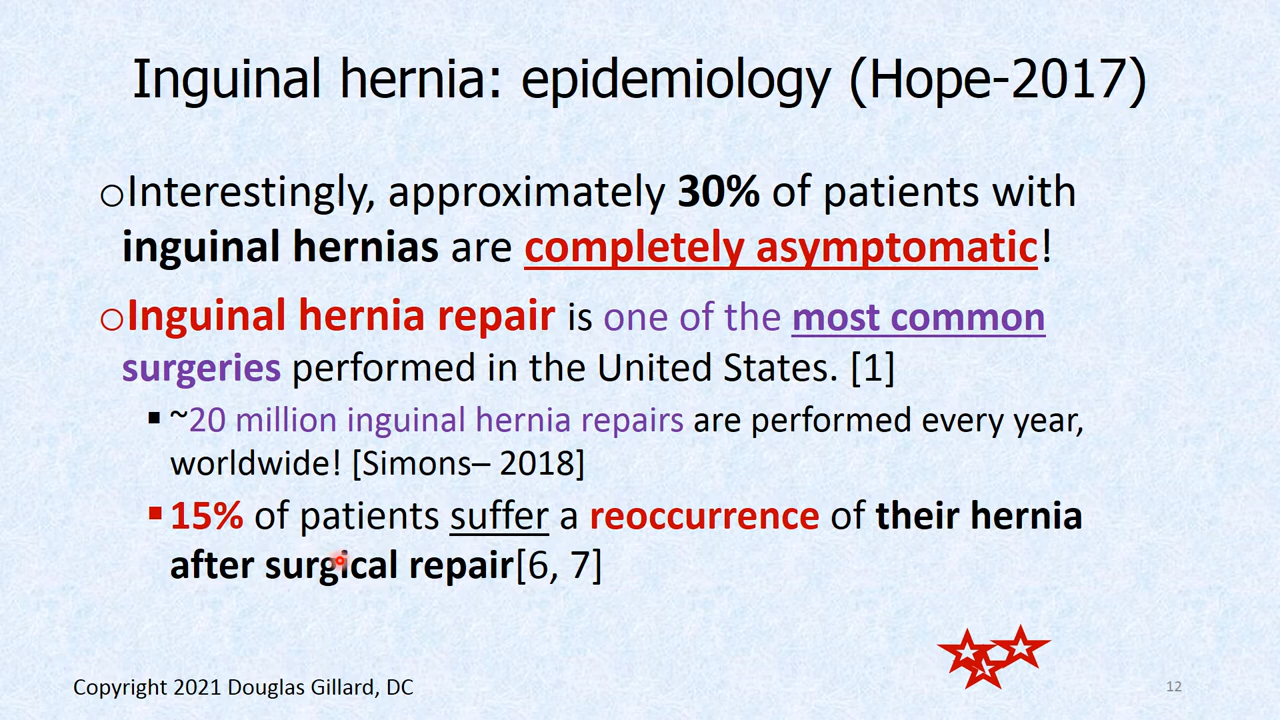 Inguinal hernia: epidemiology (Hope-2017)
oInterestingly, approximately 30% of patients with
inguinal hernias are completely asymptomatic!
oInguinal hernia repair is one of the most common
surgeries performed in the United States. [1]
▪ ~20 million inguinal hernia repairs are performed every year,
worldwide! [Simons– 2018]
▪ 15% of patients suffer a reoccurrence of their hernia
after surgical repair[6, 7]
Copyright 2021 Douglas Gillard, DC
12